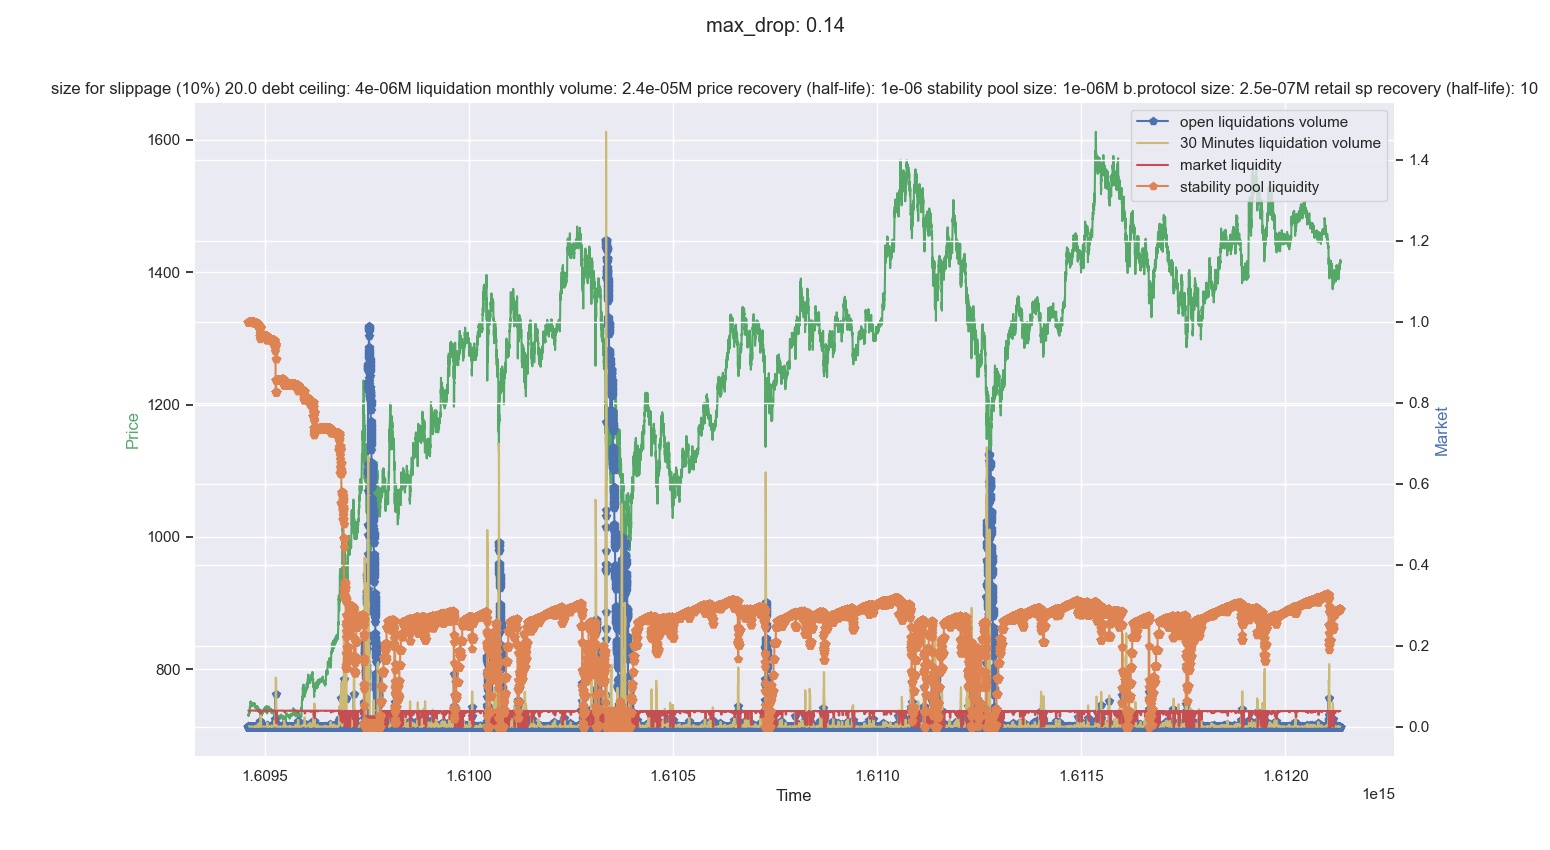 max_drop: 0.14
size for slippage (10%) 20.0 debt ceiling: 4e-06M liquidation monthly volume: 2.4e-05M price recovery (half-life): 1e-06 stability pool size: 1e-06M b.protocol size: 2.5e-07M retail sp recovery (half-life): 10
open liquidations volume
30 Minutes liquidation volume
market liquidity
stability pool liquidity
1600
1400
1200
1000
800
Price
1.4
1.2
1.0
0.8
0.6
0.4
0.2
0.0
Market
1.6095
1.6100
1.6105
1.6110
1.6115
1.6120
Time
1e15